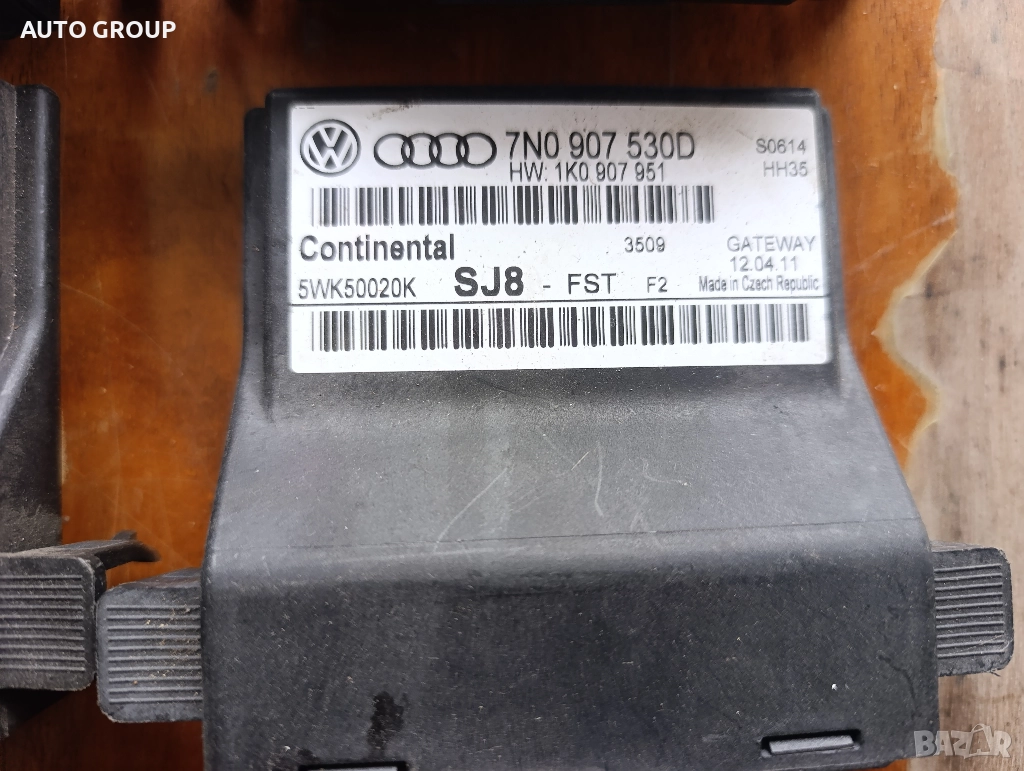 AUTO GROUP
7N0 907 530D
S0614
HW: 1K0 907 951
HH35
Continental 3509 GATEWAY
12.04.11
5WK50020K SJ8 - FST F2 Made in Czech Republic
BAZAR